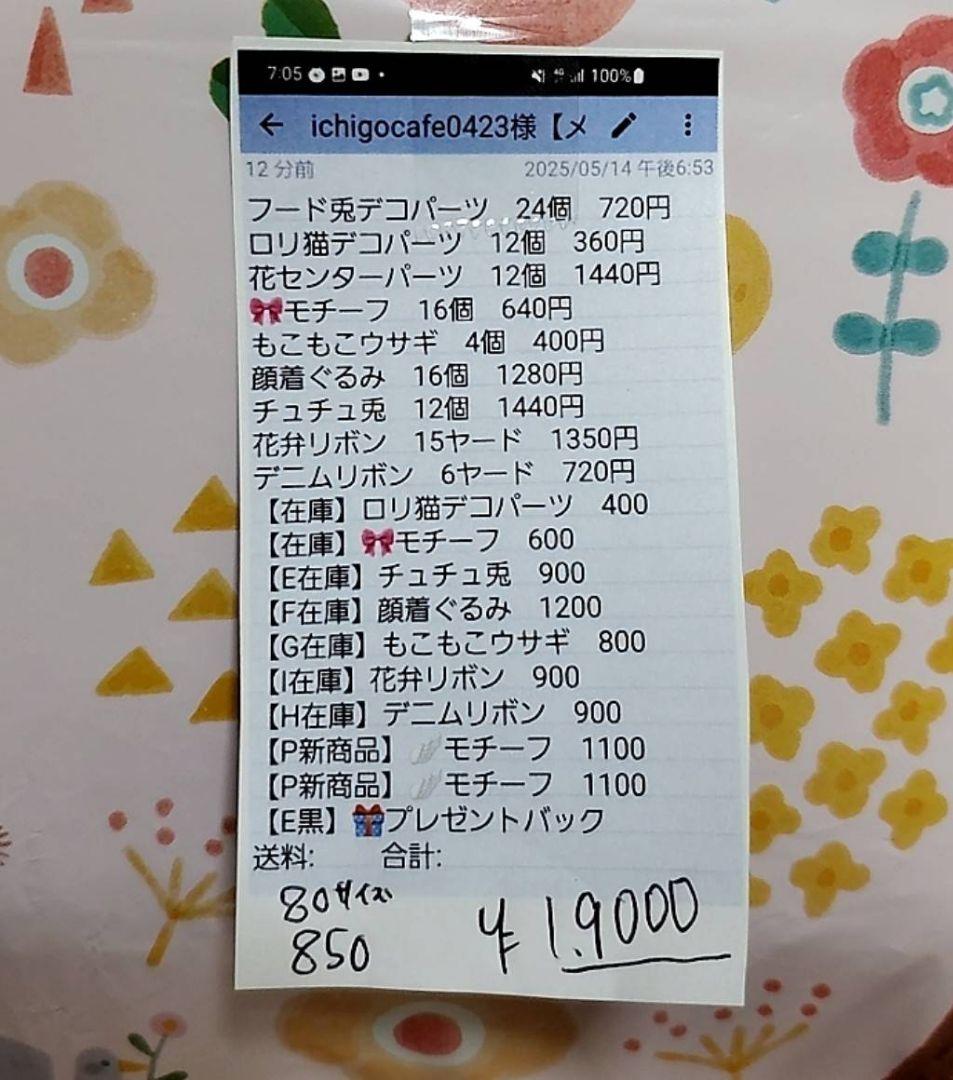 7:05 4G 100%
← ichigocafe0423様【メ
12 分前 2025/05/14 午後6:53
フード兎デコパーツ 24個 720円
ロリ猫デコパーツ 12個 360円
花センターパーツ 12個 1440円
🎀モチーフ 16個 640円
もこもこウサギ 4個 400円
顔着ぐるみ 16個 1280円
チュチュ兎 12個 1440円
花弁リボン 15ヤード 1350円
デニムリボン 6ヤード 720円
【在庫】ロリ猫デコパーツ 400
【在庫】🎀モチーフ 600
【E在庫】チュチュ兎 900
【F在庫】顔着ぐるみ 1200
【G在庫】もこもこウサギ 800
【I在庫】花弁リボン 900
【H在庫】デニムリボン 900
【P新商品】🪽モチーフ 1100
【P新商品】🪽モチーフ 1100
【E黒】🎁プレゼントバック
送料: 合計:
80サイズ
850
¥1.9000